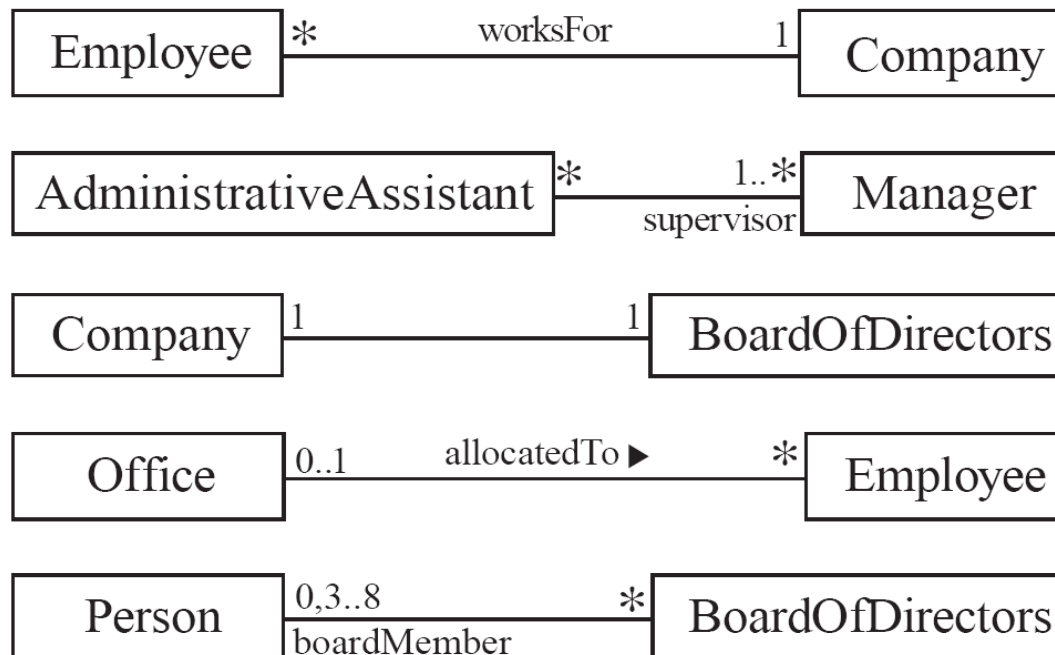 Employee * worksFor 1 Company
AdministrativeAssistant * 1..* Manager
supervisor
Company 1 1 BoardOfDirectors
Office 0..1 allocatedTo ▶ * Employee
Person 0,3..8 * BoardOfDirectors
boardMember